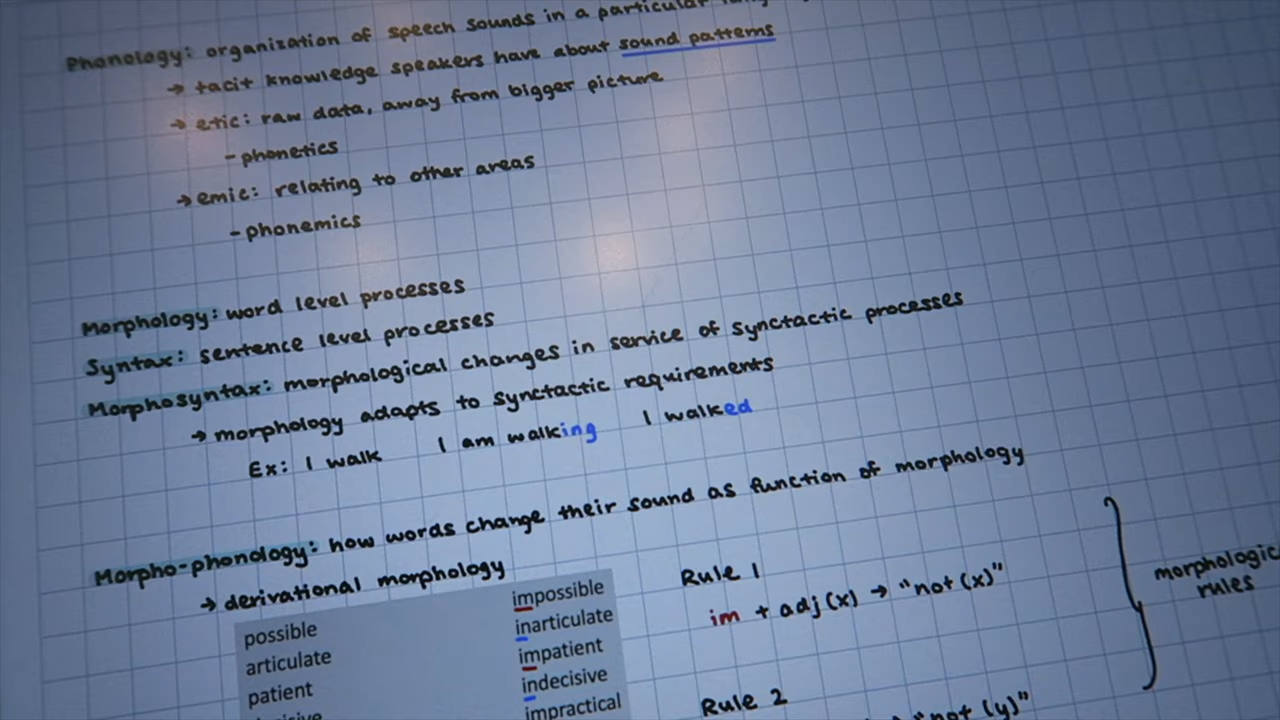 Phonology: organization of speech sounds in a particular
→ tacit knowledge speakers have about sound patterns
→ etic: raw data, away from bigger picture
- phonetics
→ emic: relating to other areas
- phonemics
Morphology: word level processes
Syntax: sentence level processes
Morphosyntax: morphological changes in service of synctactic processes
→ morphology adapts to synctactic requirements
Ex: I walk I am walking I walked
Morpho-phonology: how words change their sound as function of morphology
→ derivational morphology
possible impossible
articulate inarticulate
patient impatient
indecisive
impractical
Rule 1
im + adj(x) → "not (x)"
Rule 2
"not (y)"
rules